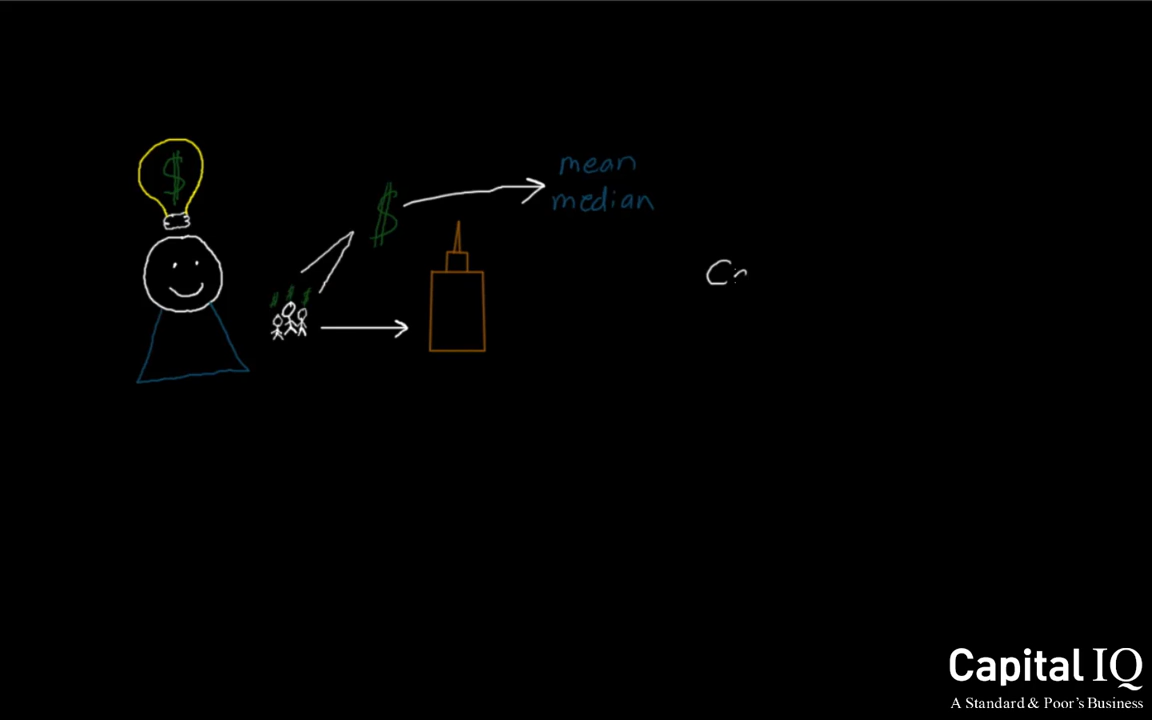 $
mean
$
median
$ $ $
Capital IQ
A Standard & Poor's Business